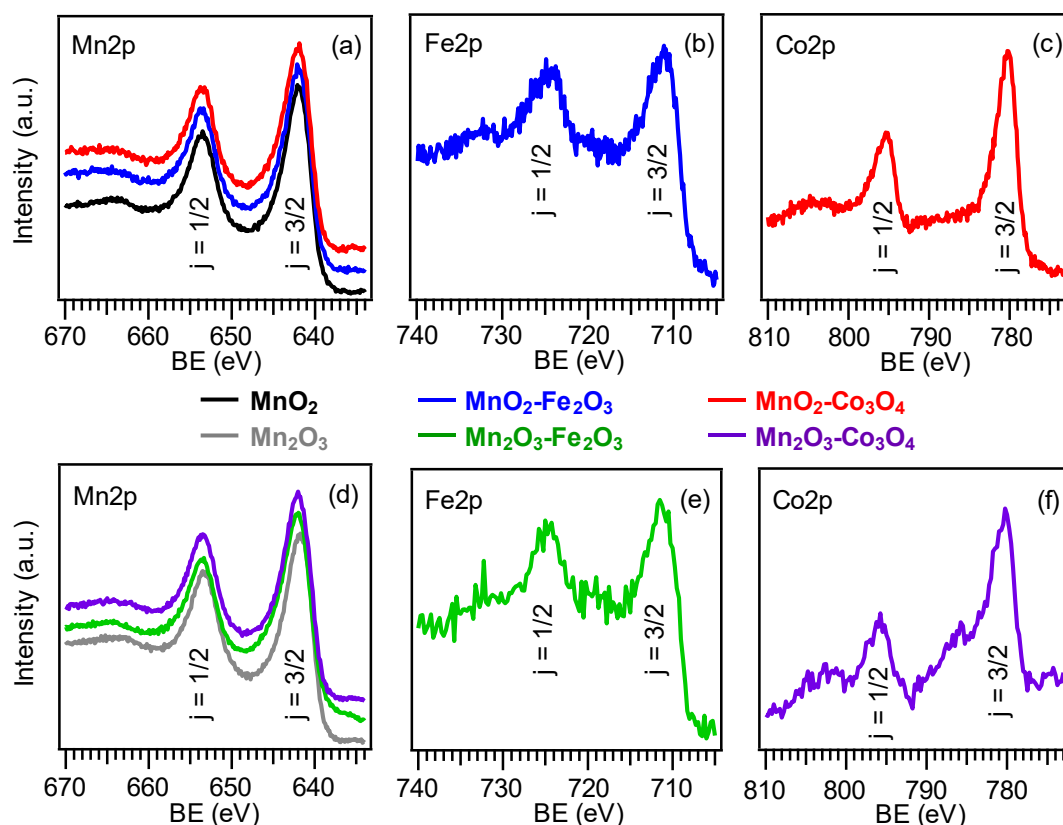 Mn2p
(a)
Intensity (a.u.)
j = 1/2
j = 3/2
670 660 650 640
BE (eV)
Fe2p
(b)
j = 1/2
j = 3/2
740 730 720 710
BE (eV)
Co2p
(c)
j = 1/2
j = 3/2
810 800 790 780
BE (eV)
MnO₂
MnO₂-Fe₂O₃
MnO₂-Co₃O₄
Mn₂O₃
Mn₂O₃-Fe₂O₃
Mn₂O₃-Co₃O₄
Mn2p
(d)
Intensity (a.u.)
j = 1/2
j = 3/2
670 660 650 640
BE (eV)
Fe2p
(e)
j = 1/2
j = 3/2
740 730 720 710
BE (eV)
Co2p
(f)
j = 1/2
j = 3/2
810 800 790 780
BE (eV)